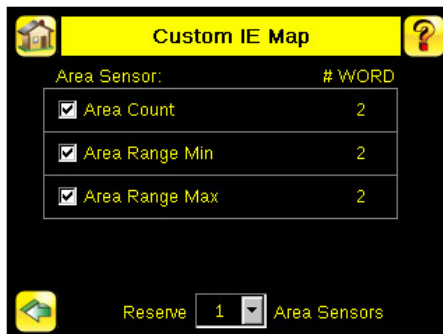 Custom IE Map
?
Area Sensor: # WORD
Area Count 2
Area Range Min 2
Area Range Max 2
Reserve 1 Area Sensors